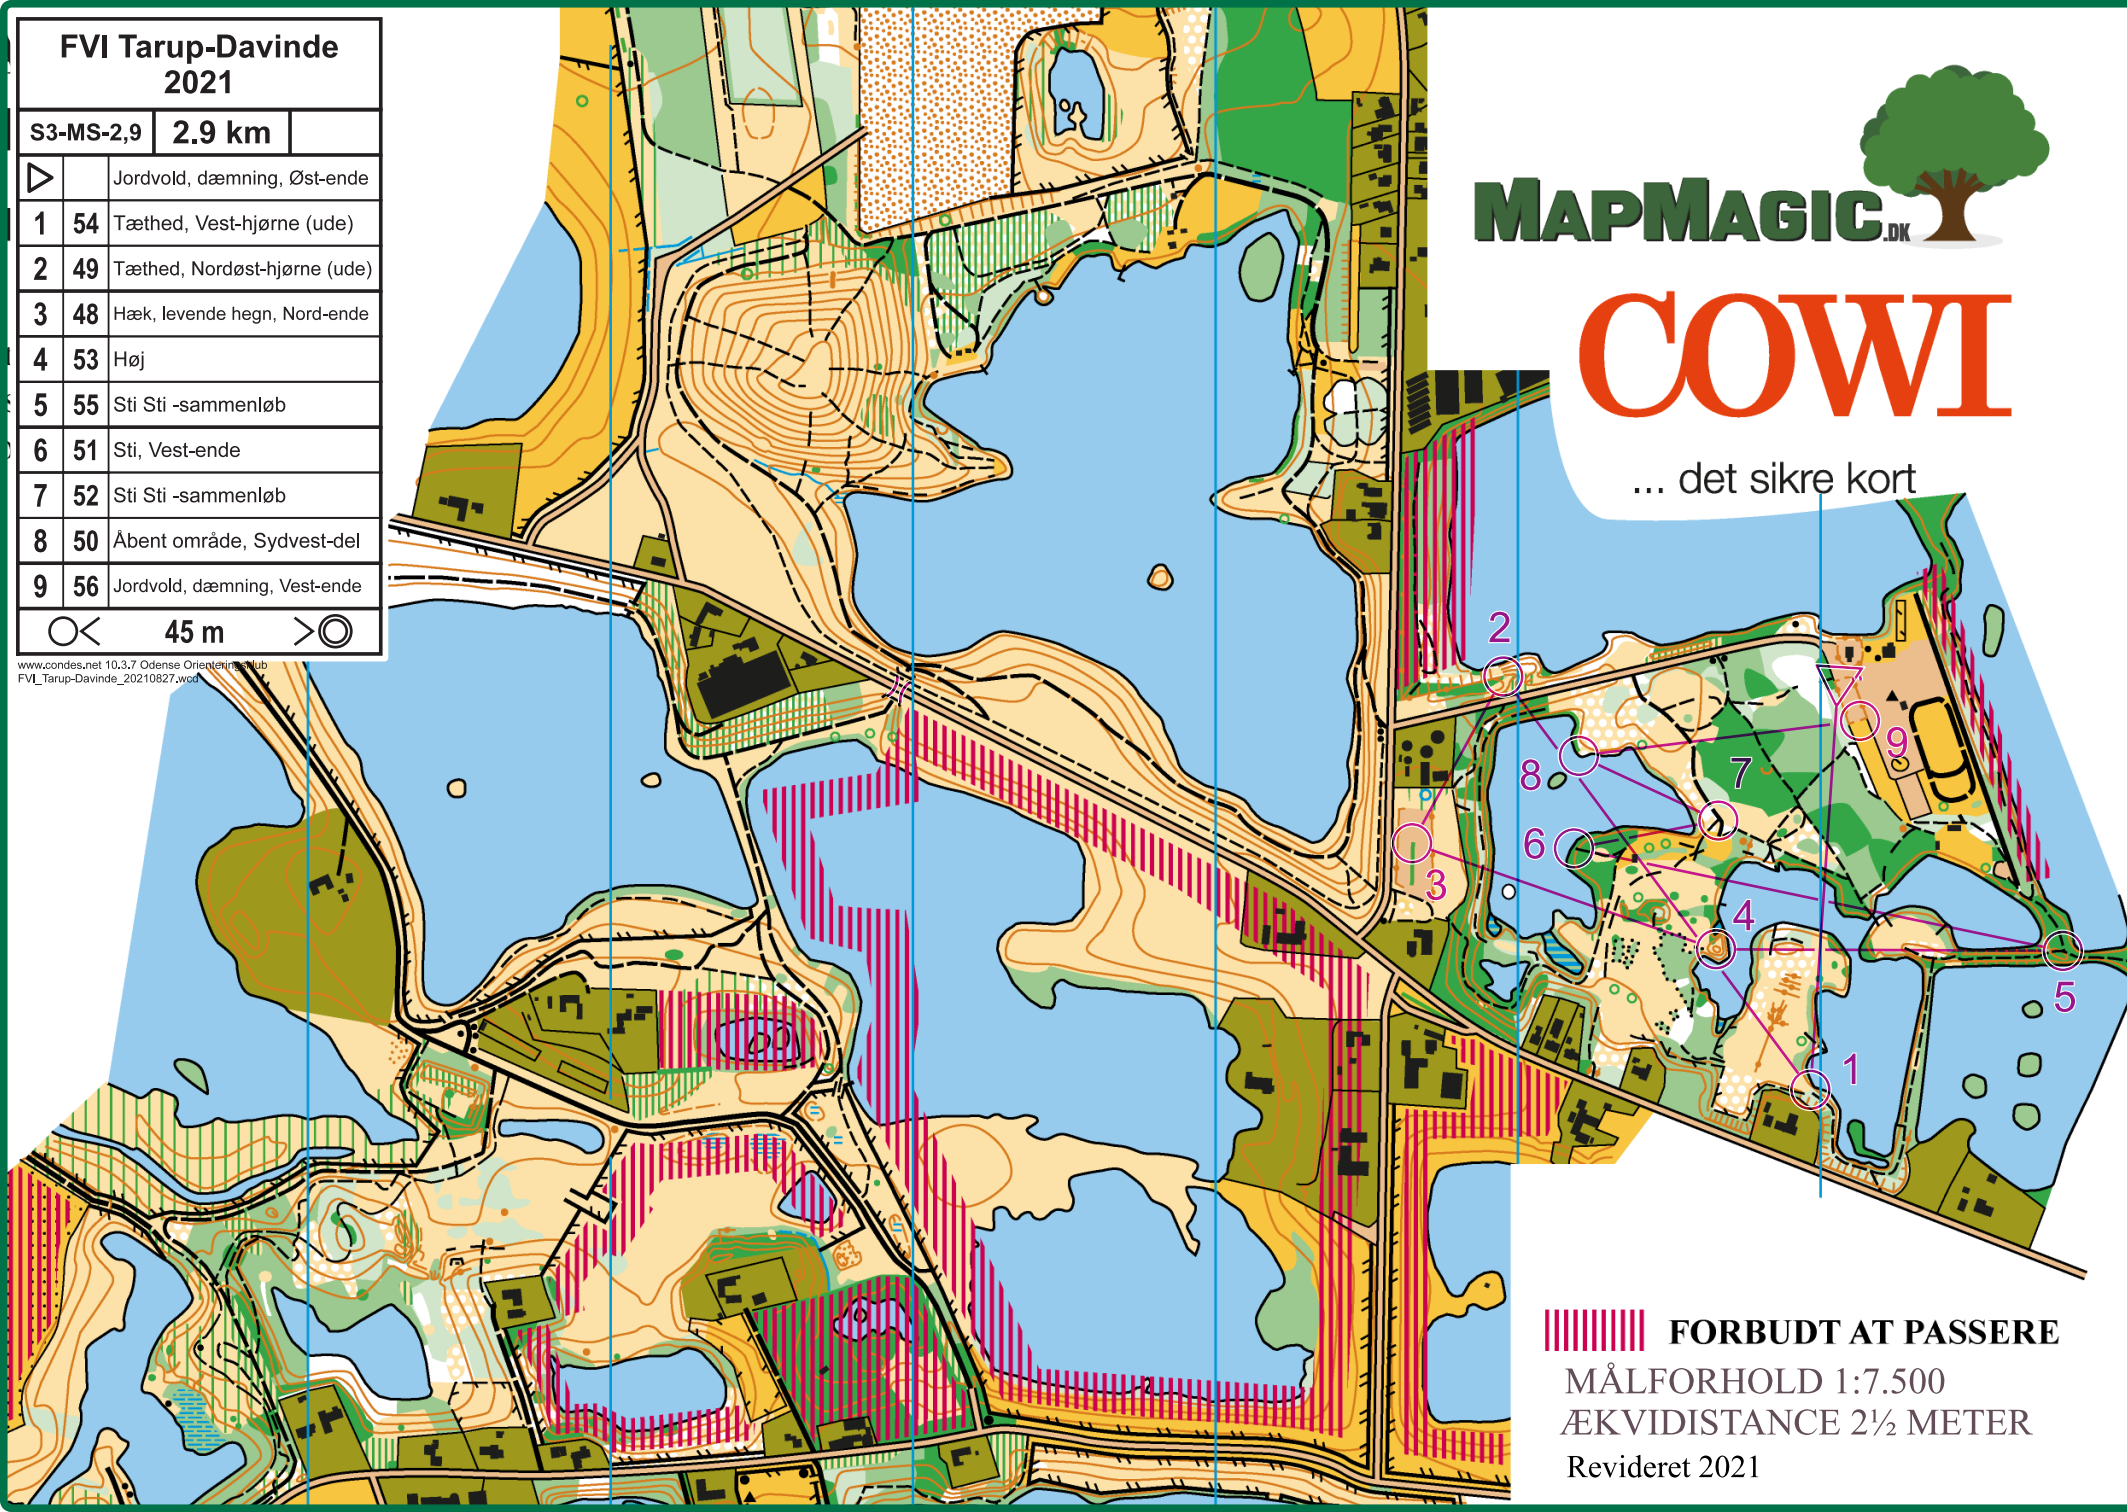 FVI Tarup-Davinde
2021
S3-MS-2,9 2.9 km
Jordvold, dæmning, Øst-ende
1 54 Tæthed, Vest-hjørne (ude)
2 49 Tæthed, Nordøst-hjørne (ude)
3 48 Hæk, levende hegn, Nord-ende
4 53 Høj
5 55 Sti Sti -sammenløb
6 51 Sti, Vest-ende
7 52 Sti Sti -sammenløb
8 50 Åbent område, Sydvest-del
9 56 Jordvold, dæmning, Vest-ende
45 m
www.condes.net 10.3.7 Odense Orienteringsklub
FVI_Tarup-Davinde_20210827.wcd
MAPMAGIC.DK
COWI
... det sikre kort
2
9
8
7
6
3
4
5
1
FORBUDT AT PASSERE
MÅLFORHOLD 1:7.500
ÆKVIDISTANCE 2½ METER
Revideret 2021